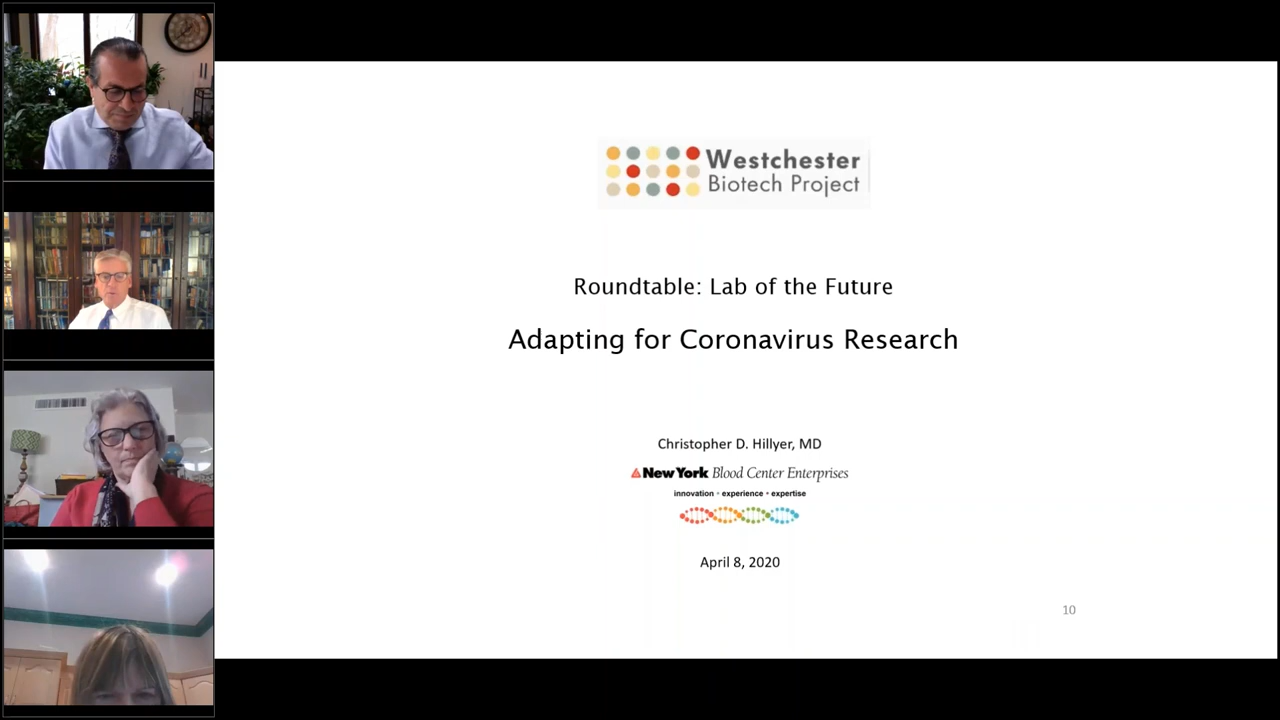 Westchester
Biotech Project
Roundtable: Lab of the Future
Adapting for Coronavirus Research
Christopher D. Hillyer, MD
New York Blood Center Enterprises
innovation • experience • expertise
April 8, 2020
10